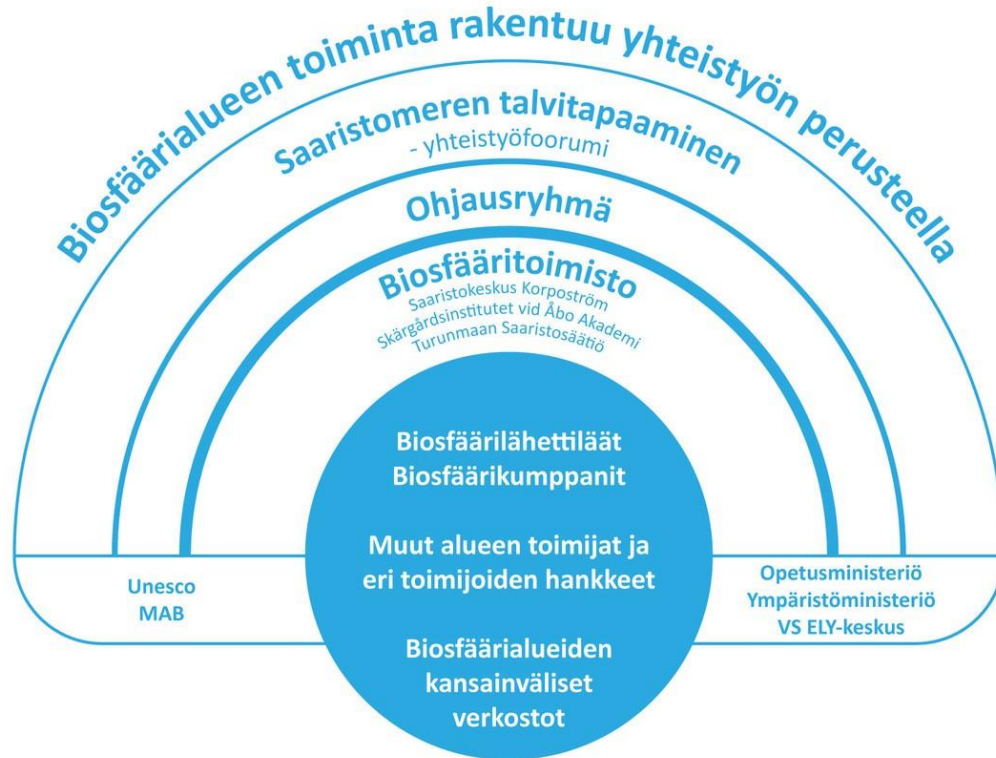 Biosfäärialueen toiminta rakentuu yhteistyön perusteella
Saaristomeren talvitapaaminen
- yhteistyöfoorumi
Ohjausryhmä
Biosfääritoimisto
Saaristokeskus Korpoström
Skärgårdsinstitutet vid Åbo Akademi
Turunmaan Saaristosäätiö
Biosfäärilähettiläät
Biosfäärikumppanit
Muut alueen toimijat ja
eri toimijoiden hankkeet
Biosfäärialueiden
kansainväliset
verkostot
Unesco
MAB
Opetusministeriö
Ympäristöministeriö
VS ELY-keskus